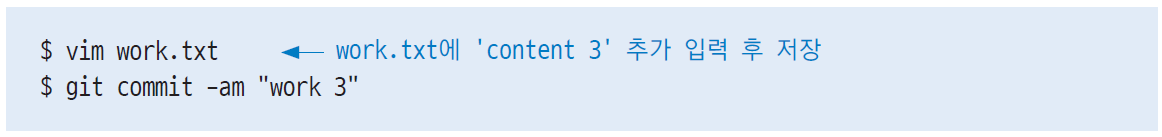 $ vim work.txt work.txt에 'content 3' 추가 입력 후 저장
$ git commit –am "work 3"